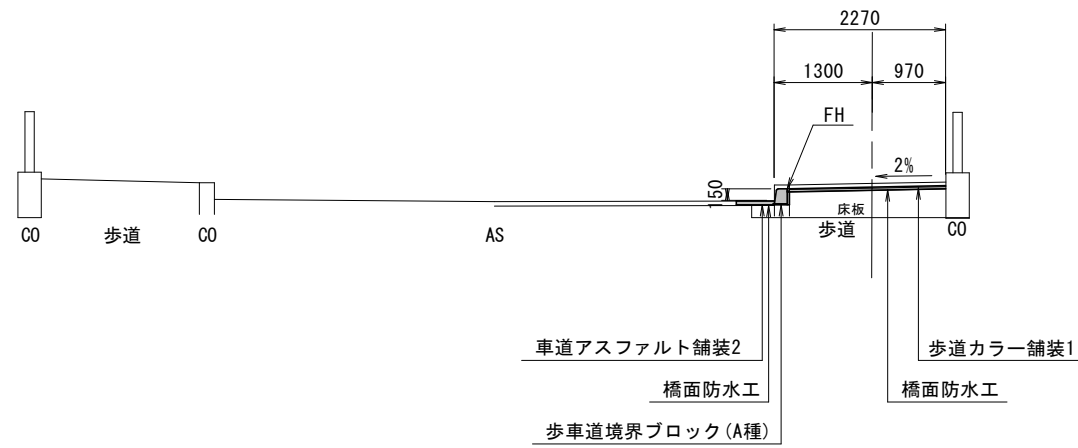 2270
1300
970
FH
2%
150
床板
CO
歩道
CO
AS
歩道
CO
車道アスファルト舗装2
歩道カラー舗装1
橋面防水工
橋面防水工
歩車道境界ブロック(A種)